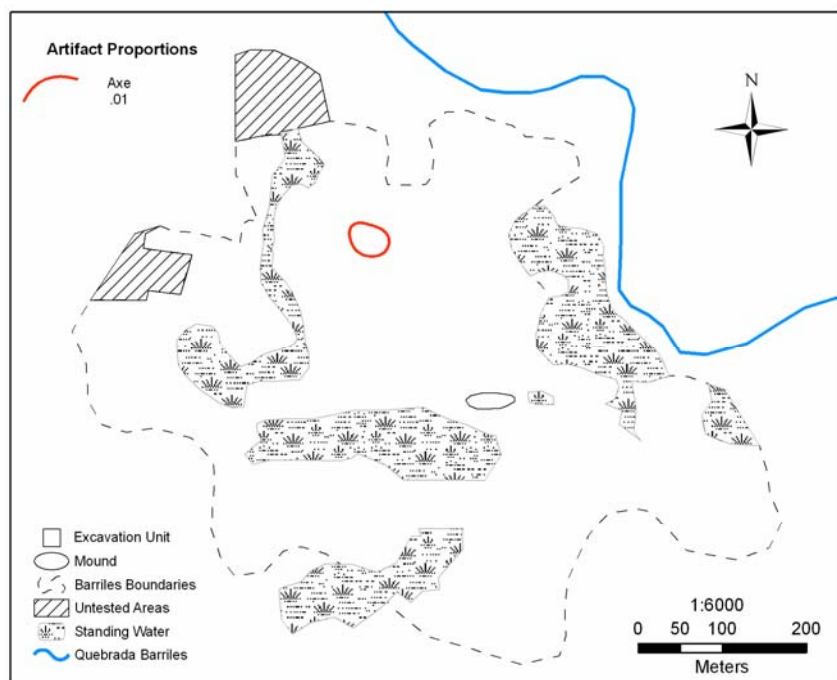 Artifact Proportions
Axe
.01
N
Excavation Unit
Mound
Barriles Boundaries
Untested Areas
Standing Water
Quebrada Barriles
1:6000
0 50 100 200
Meters